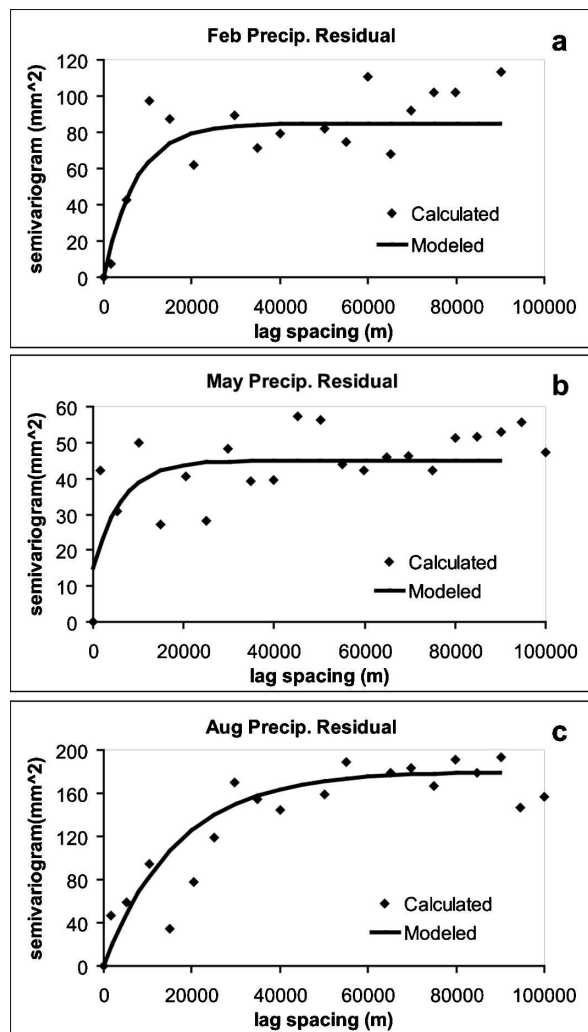 Feb Precip. Residual
a
semivariogram (mm^2)
120
100
80
60
40
20
0
Calculated
Modeled
0 20000 40000 60000 80000 100000
lag spacing (m)
May Precip. Residual
b
semivariogram(mm^2)
60
50
40
30
20
10
0
Calculated
Modeled
0 20000 40000 60000 80000 100000
lag spacing (m)
Aug Precip. Residual
c
semivariogram(mm^2)
200
160
120
80
40
0
Calculated
Modeled
0 20000 40000 60000 80000 100000
lag spacing (m)